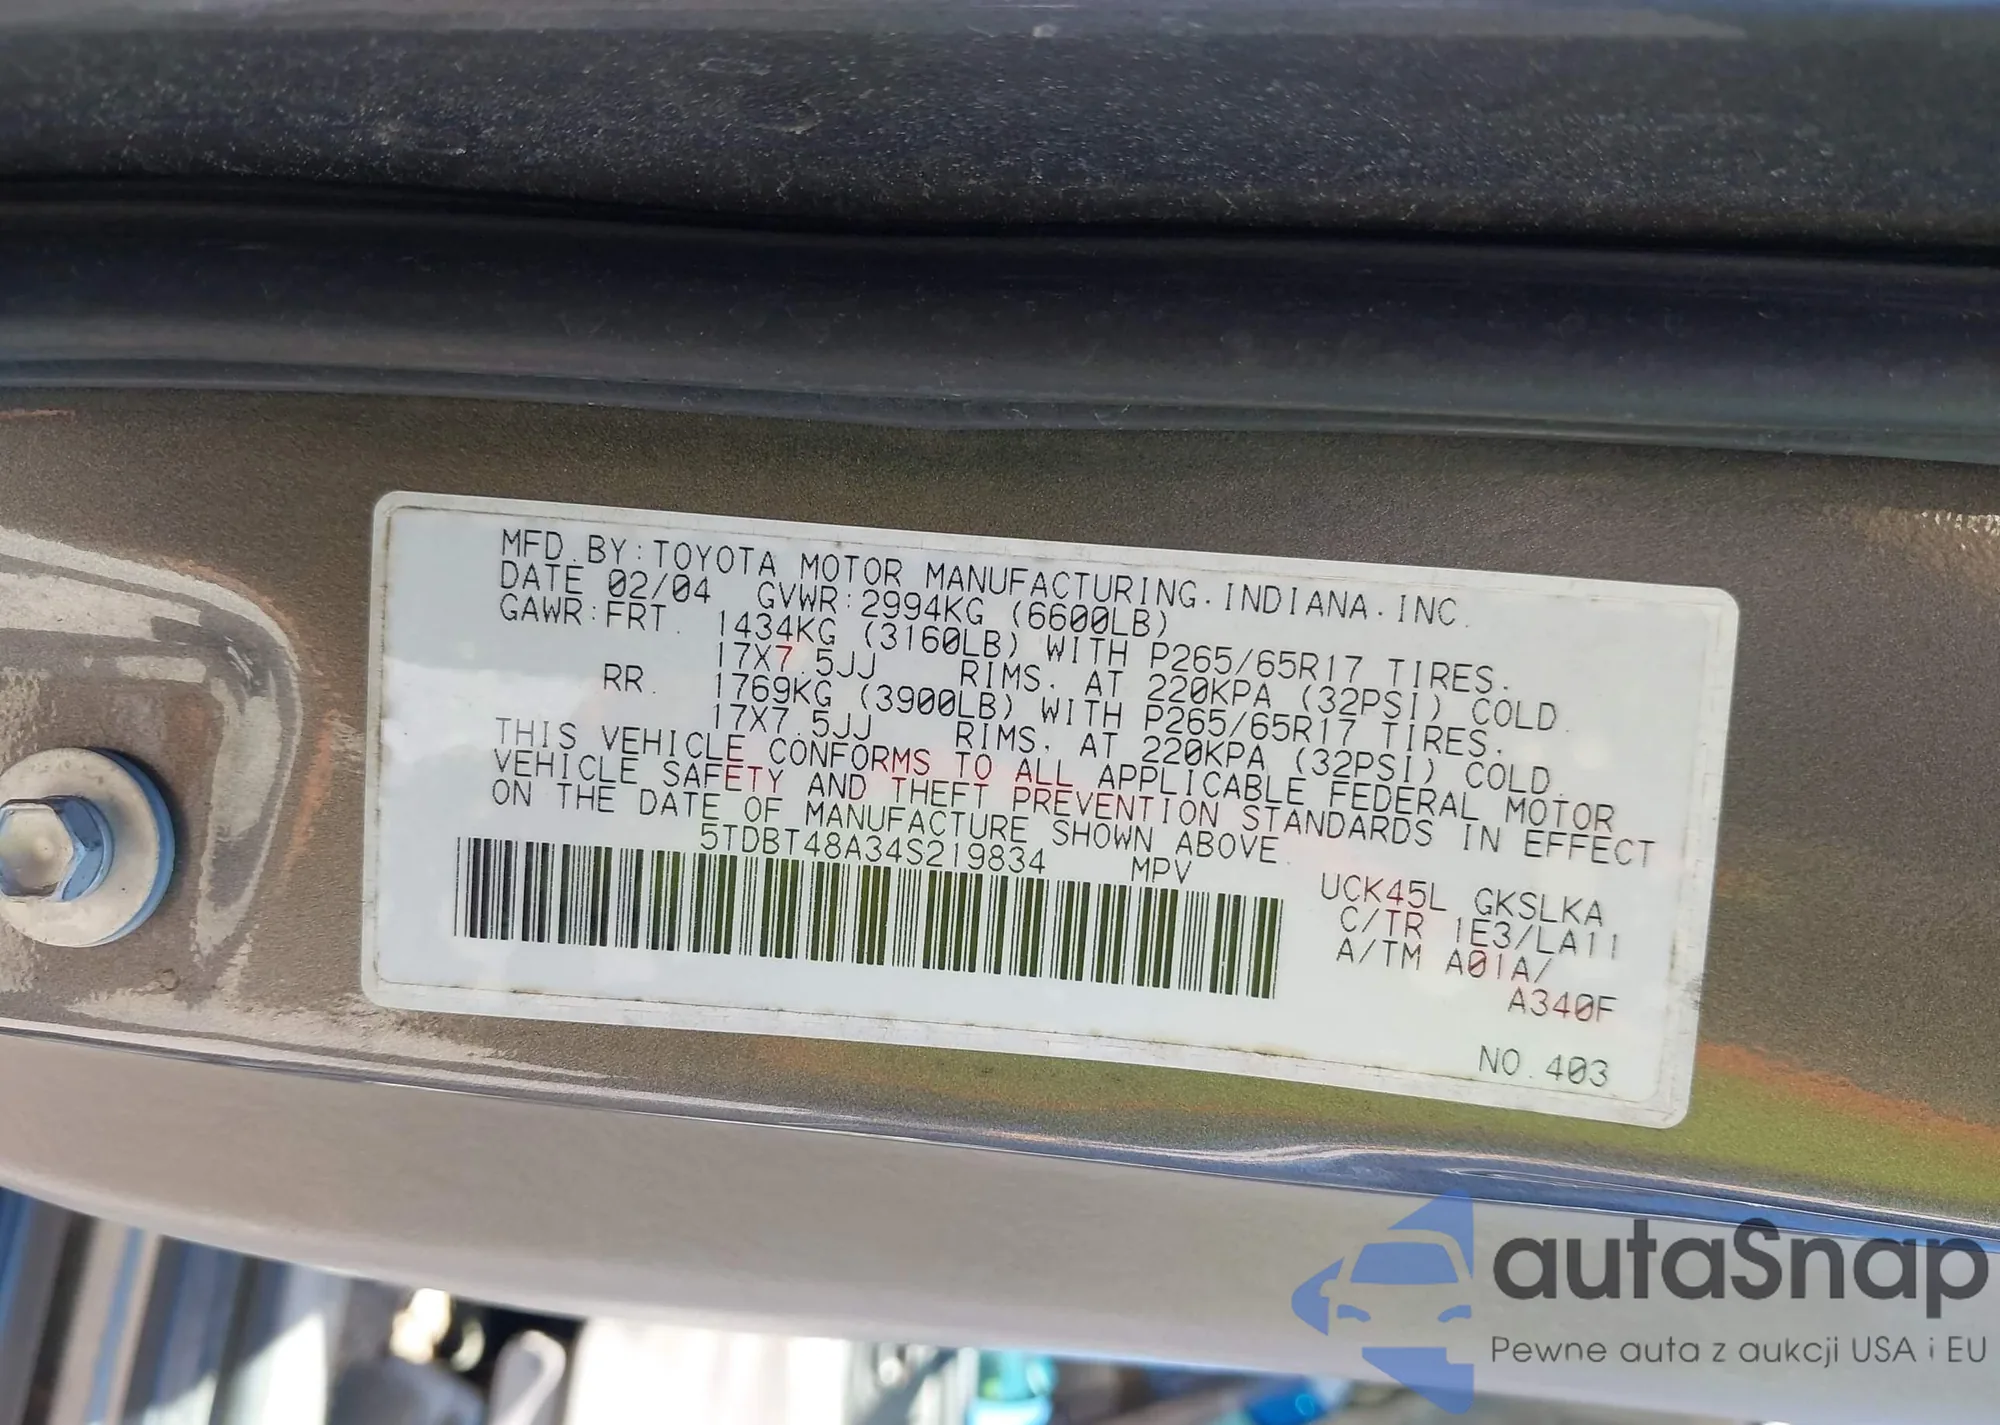 MFD.BY:TOYOTA MOTOR MANUFACTURING.INDIANA.INC.
DATE 02/04 GVWR:2994KG (6600LB)
GAWR:FRT. 1434KG (3160LB) WITH P265/65R17 TIRES.
17X7.5JJ RIMS. AT 220KPA (32PSI) COLD.
RR. 1769KG (3900LB) WITH P265/65R17 TIRES.
17X7.5JJ RIMS. AT 220KPA (32PSI) COLD.
THIS VEHICLE CONFORMS TO ALL APPLICABLE FEDERAL MOTOR
VEHICLE SAFETY AND THEFT PREVENTION STANDARDS IN EFFECT
ON THE DATE OF MANUFACTURE SHOWN ABOVE.
5TDBT48A34S219834 MPV
UCK45L GKSLKA
C/TR 1E3/LA11
A/TM A01A/
A340F
NO.403
autaSnap
Pewne auta z aukcji USA i EU